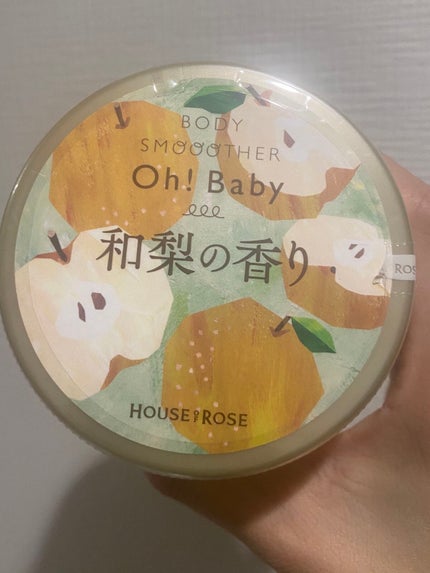 BODY
SMOOOTHER
Oh! Baby
和梨の香り
HOUSE OF ROSE